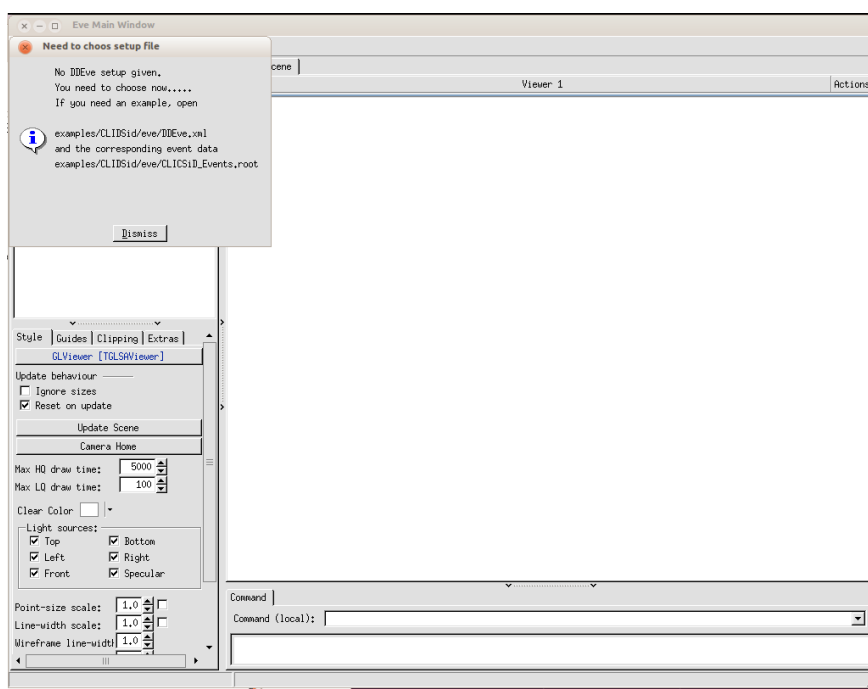 Eve Main Window
Need to choos setup file
No DDEve setup given.
You need to choose now.....
If you need an example, open
examples/CLIDSid/eve/DDEve.xml
and the corresponding event data
examples/CLIDSid/eve/CLICSiD_Events.root
Dismiss
cene
Viewer 1
Actions
Style
Guides
Clipping
Extras
GLViewer [TGLSAViewer]
Update behaviour
Ignore sizes
Reset on update
Update Scene
Camera Home
Max HQ draw time: 5000
Max LQ draw time: 100
Clear Color
Light sources:
Top
Bottom
Left
Right
Front
Specular
Point-size scale: 1.0
Line-width scale: 1.0
Wireframe line-widt 1.0
Command
Command (local):